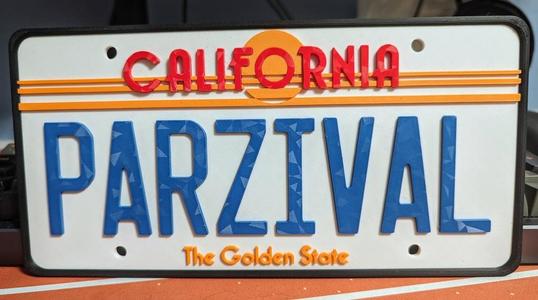 CALIFORNIA
PARZIVAL
The Golden State